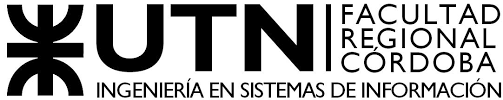 UTN
FACULTAD
REGIONAL
CÓRDOBA
INGENIERÍA EN SISTEMAS DE INFORMACIÓN